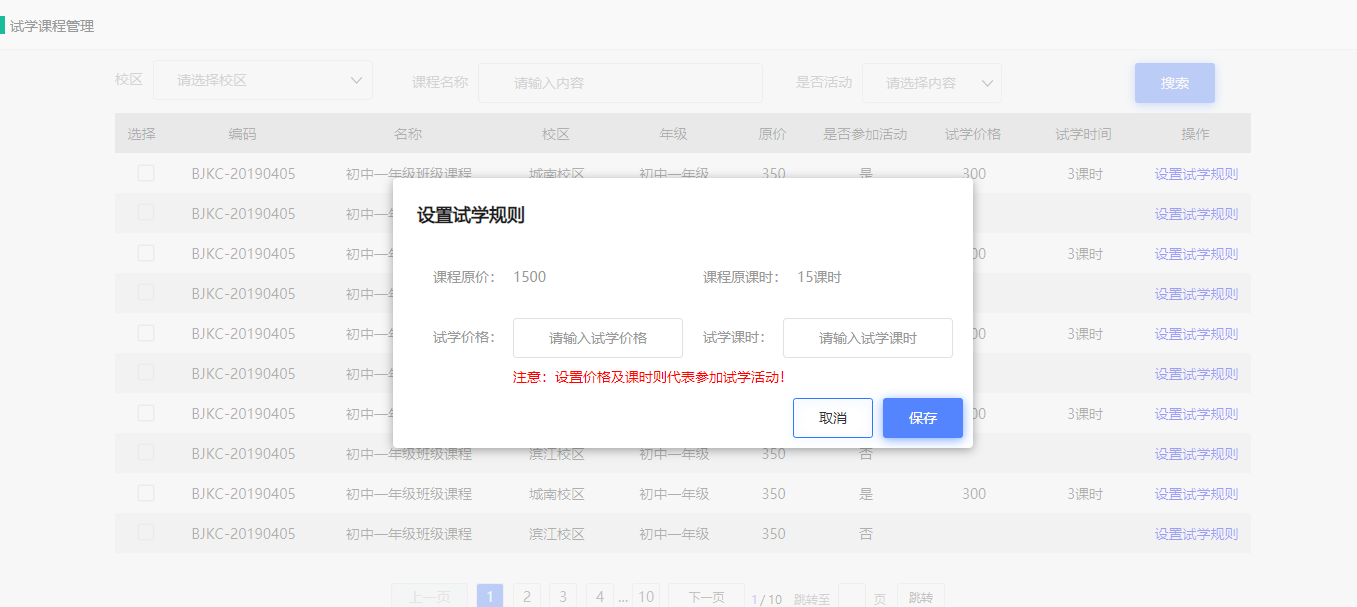 试学课程管理
校区 请选择校区 课程名称 请输入内容 是否活动 请选择内容 搜索
选择 编码 名称 校区 年级 原价 是否参加活动 试学价格 试学时间 操作
BJKC-20190405 初中一年级班级课程 城南校区 初中一年级 350 是 300 3课时 设置试学规则
BJKC-20190405 初中一 设置试学规则
BJKC-20190405 初中一 00 3课时 设置试学规则
BJKC-20190405 初中一 设置试学规则
BJKC-20190405 初中一 00 3课时 设置试学规则
BJKC-20190405 初中一 设置试学规则
BJKC-20190405 初中一 00 3课时 设置试学规则
BJKC-20190405 初中一年级班级课程 滨江校区 初中一年级 350 否 设置试学规则
BJKC-20190405 初中一年级班级课程 城南校区 初中一年级 350 是 300 3课时 设置试学规则
BJKC-20190405 初中一年级班级课程 滨江校区 初中一年级 350 否 设置试学规则
设置试学规则
课程原价： 1500 课程原课时： 15课时
试学价格： 请输入试学价格 试学课时： 请输入试学课时
注意：设置价格及课时则代表参加试学活动！
取消 保存
上一页 1 2 3 4 ... 10 下一页 1 / 10 跳转至 页 跳转